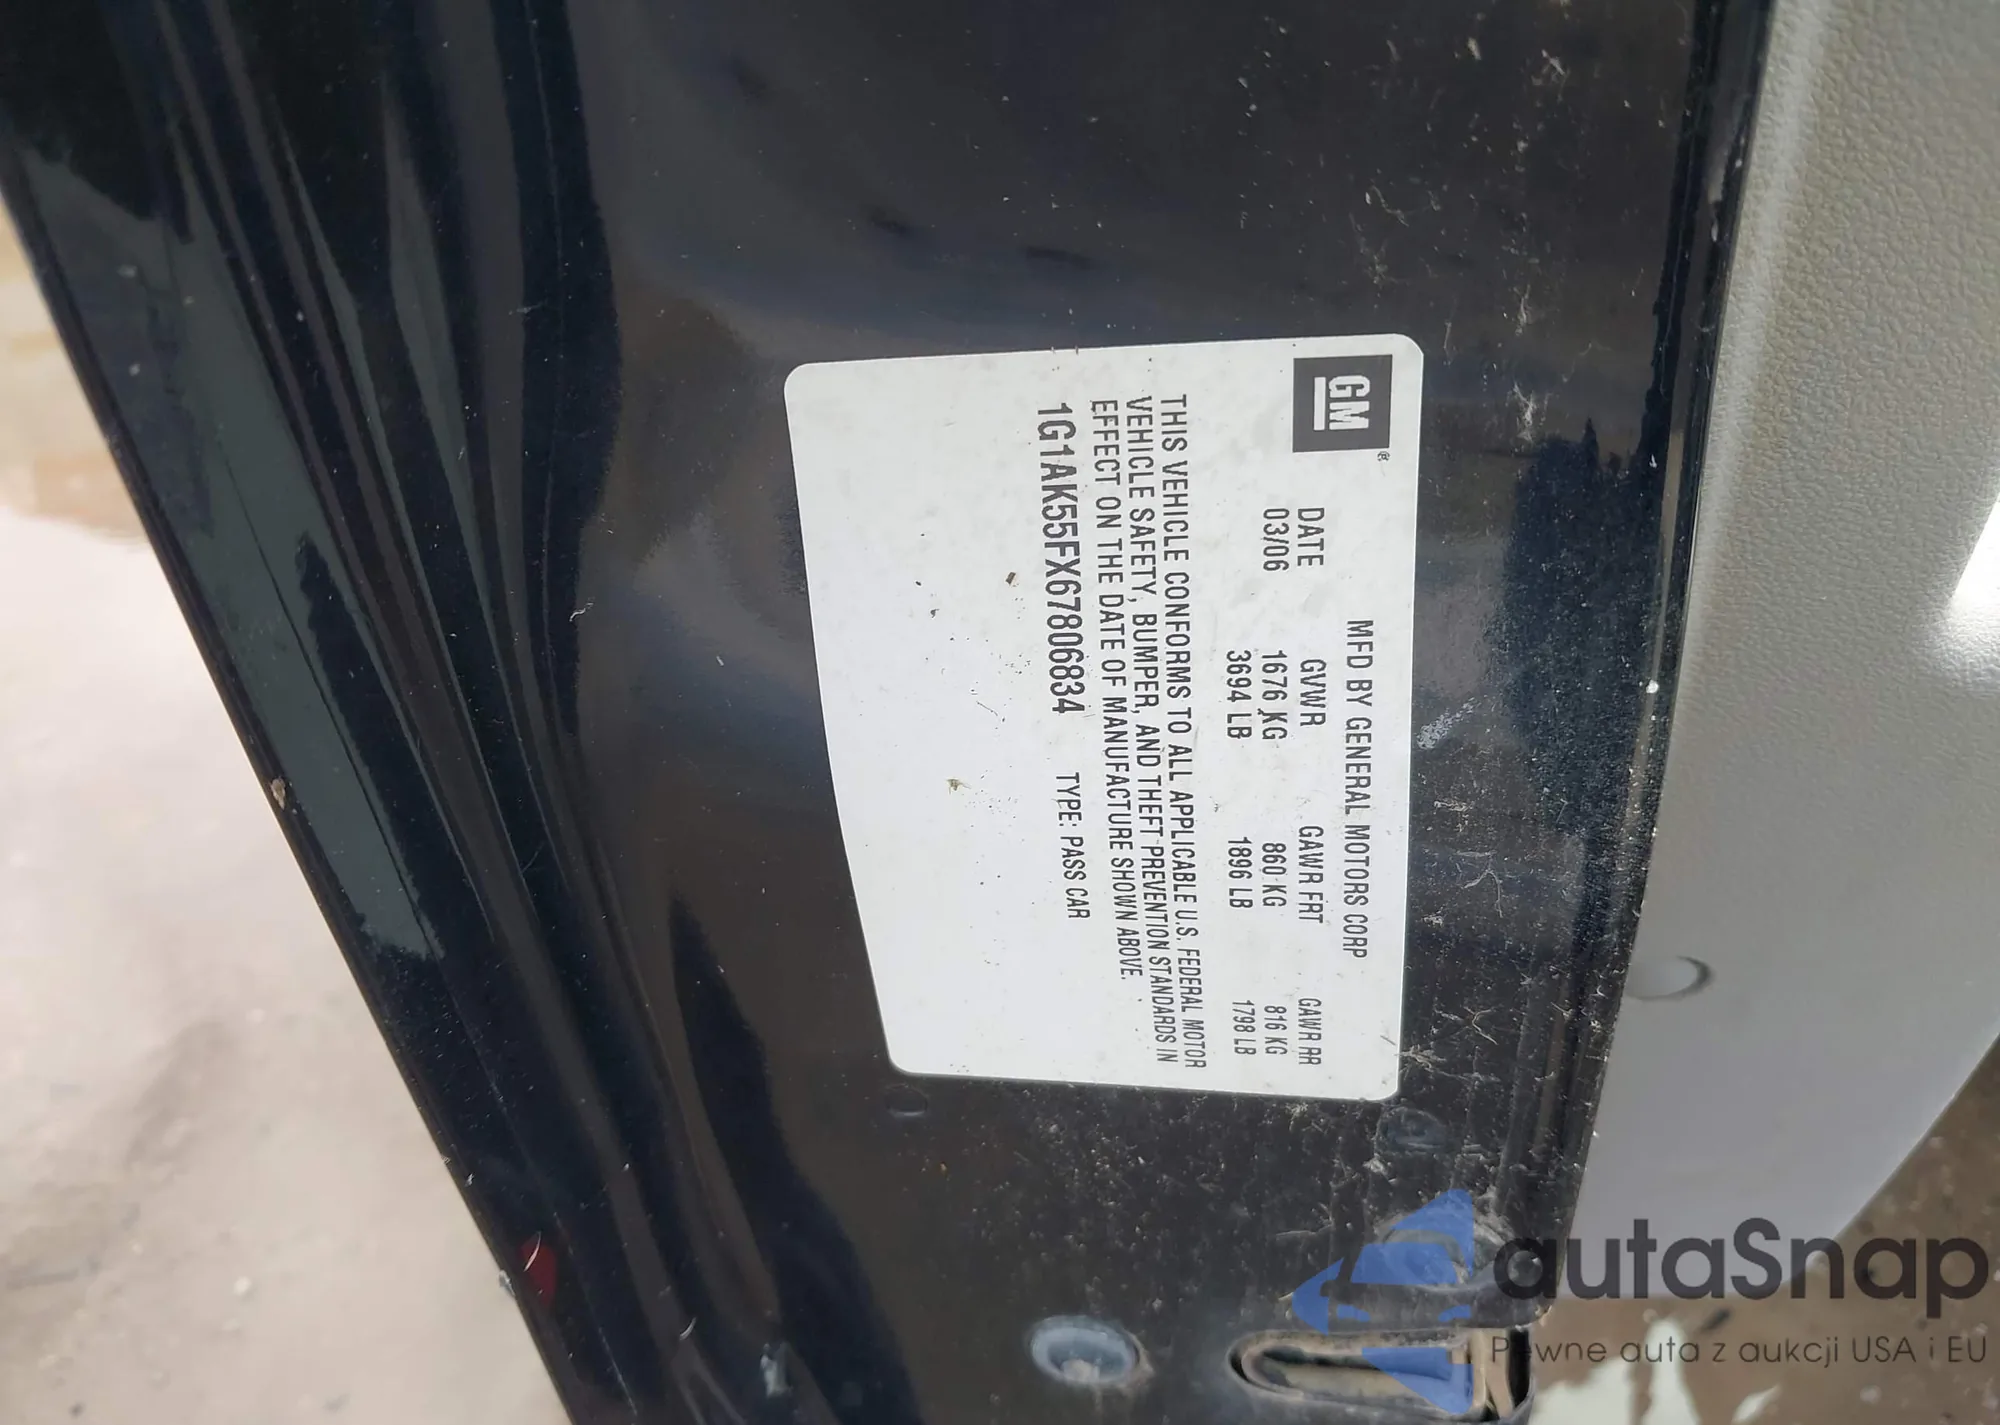 GM®
MFD BY GENERAL MOTORS CORP
DATE GVWR GAWR FRT GAWR RR
03/06 1676 KG 860 KG 816 KG
3694 LB 1896 LB 1798 LB
THIS VEHICLE CONFORMS TO ALL APPLICABLE U.S. FEDERAL MOTOR
VEHICLE SAFETY, BUMPER, AND THEFT PREVENTION STANDARDS IN
EFFECT ON THE DATE OF MANUFACTURE SHOWN ABOVE.
1G1AK55FX67806834 TYPE: PASS CAR
autaSnap
Pewne auta z aukcji USA i EU